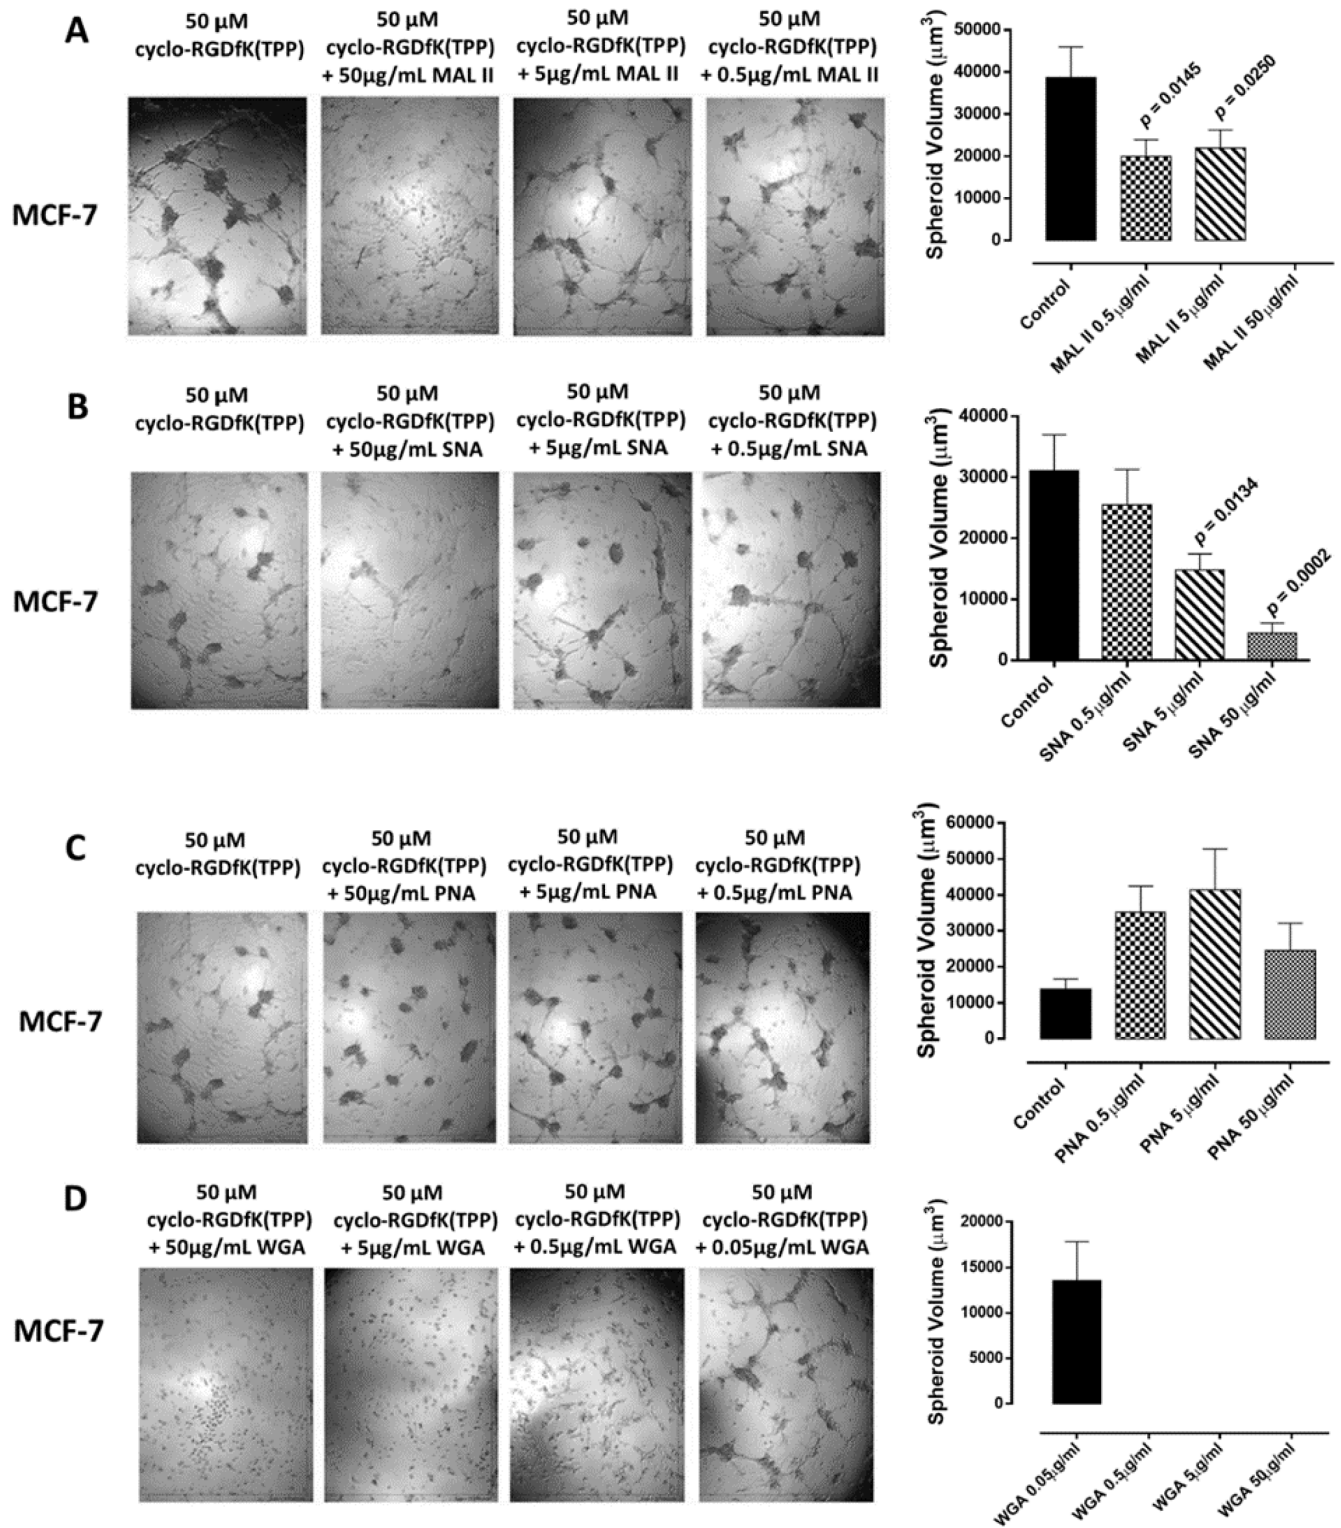 A
50 µM
cyclo-RGDfK(TPP)
50 µM
cyclo-RGDfK(TPP)
+ 50µg/mL MAL II
50 µM
cyclo-RGDfK(TPP)
+ 5µg/mL MAL II
50 µM
cyclo-RGDfK(TPP)
+ 0.5µg/mL MAL II
MCF-7
Spheroid Volume (µm³)
50000
40000
30000
20000
10000
0
p = 0.0145
p = 0.0250
Control
MAL II 0.5µg/ml
MAL II 5µg/ml
MAL II 50µg/ml
B
50 µM
cyclo-RGDfK(TPP)
50 µM
cyclo-RGDfK(TPP)
+ 50µg/mL SNA
50 µM
cyclo-RGDfK(TPP)
+ 5µg/mL SNA
50 µM
cyclo-RGDfK(TPP)
+ 0.5µg/mL SNA
MCF-7
Spheroid Volume (µm³)
40000
30000
20000
10000
0
p = 0.0134
p = 0.0002
Control
SNA 0.5µg/ml
SNA 5µg/ml
SNA 50µg/ml
C
50 µM
cyclo-RGDfK(TPP)
50 µM
cyclo-RGDfK(TPP)
+ 50µg/mL PNA
50 µM
cyclo-RGDfK(TPP)
+ 5µg/mL PNA
50 µM
cyclo-RGDfK(TPP)
+ 0.5µg/mL PNA
MCF-7
Spheroid Volume (µm³)
60000
50000
40000
30000
20000
10000
0
Control
PNA 0.5µg/ml
PNA 5µg/ml
PNA 50µg/ml
D
50 µM
cyclo-RGDfK(TPP)
+ 50µg/mL WGA
50 µM
cyclo-RGDfK(TPP)
+ 5µg/mL WGA
50 µM
cyclo-RGDfK(TPP)
+ 0.5µg/mL WGA
50 µM
cyclo-RGDfK(TPP)
+ 0.05µg/mL WGA
MCF-7
Spheroid Volume (µm³)
20000
15000
10000
5000
0
WGA 0.05µg/ml
WGA 0.5µg/ml
WGA 5µg/ml
WGA 50µg/ml